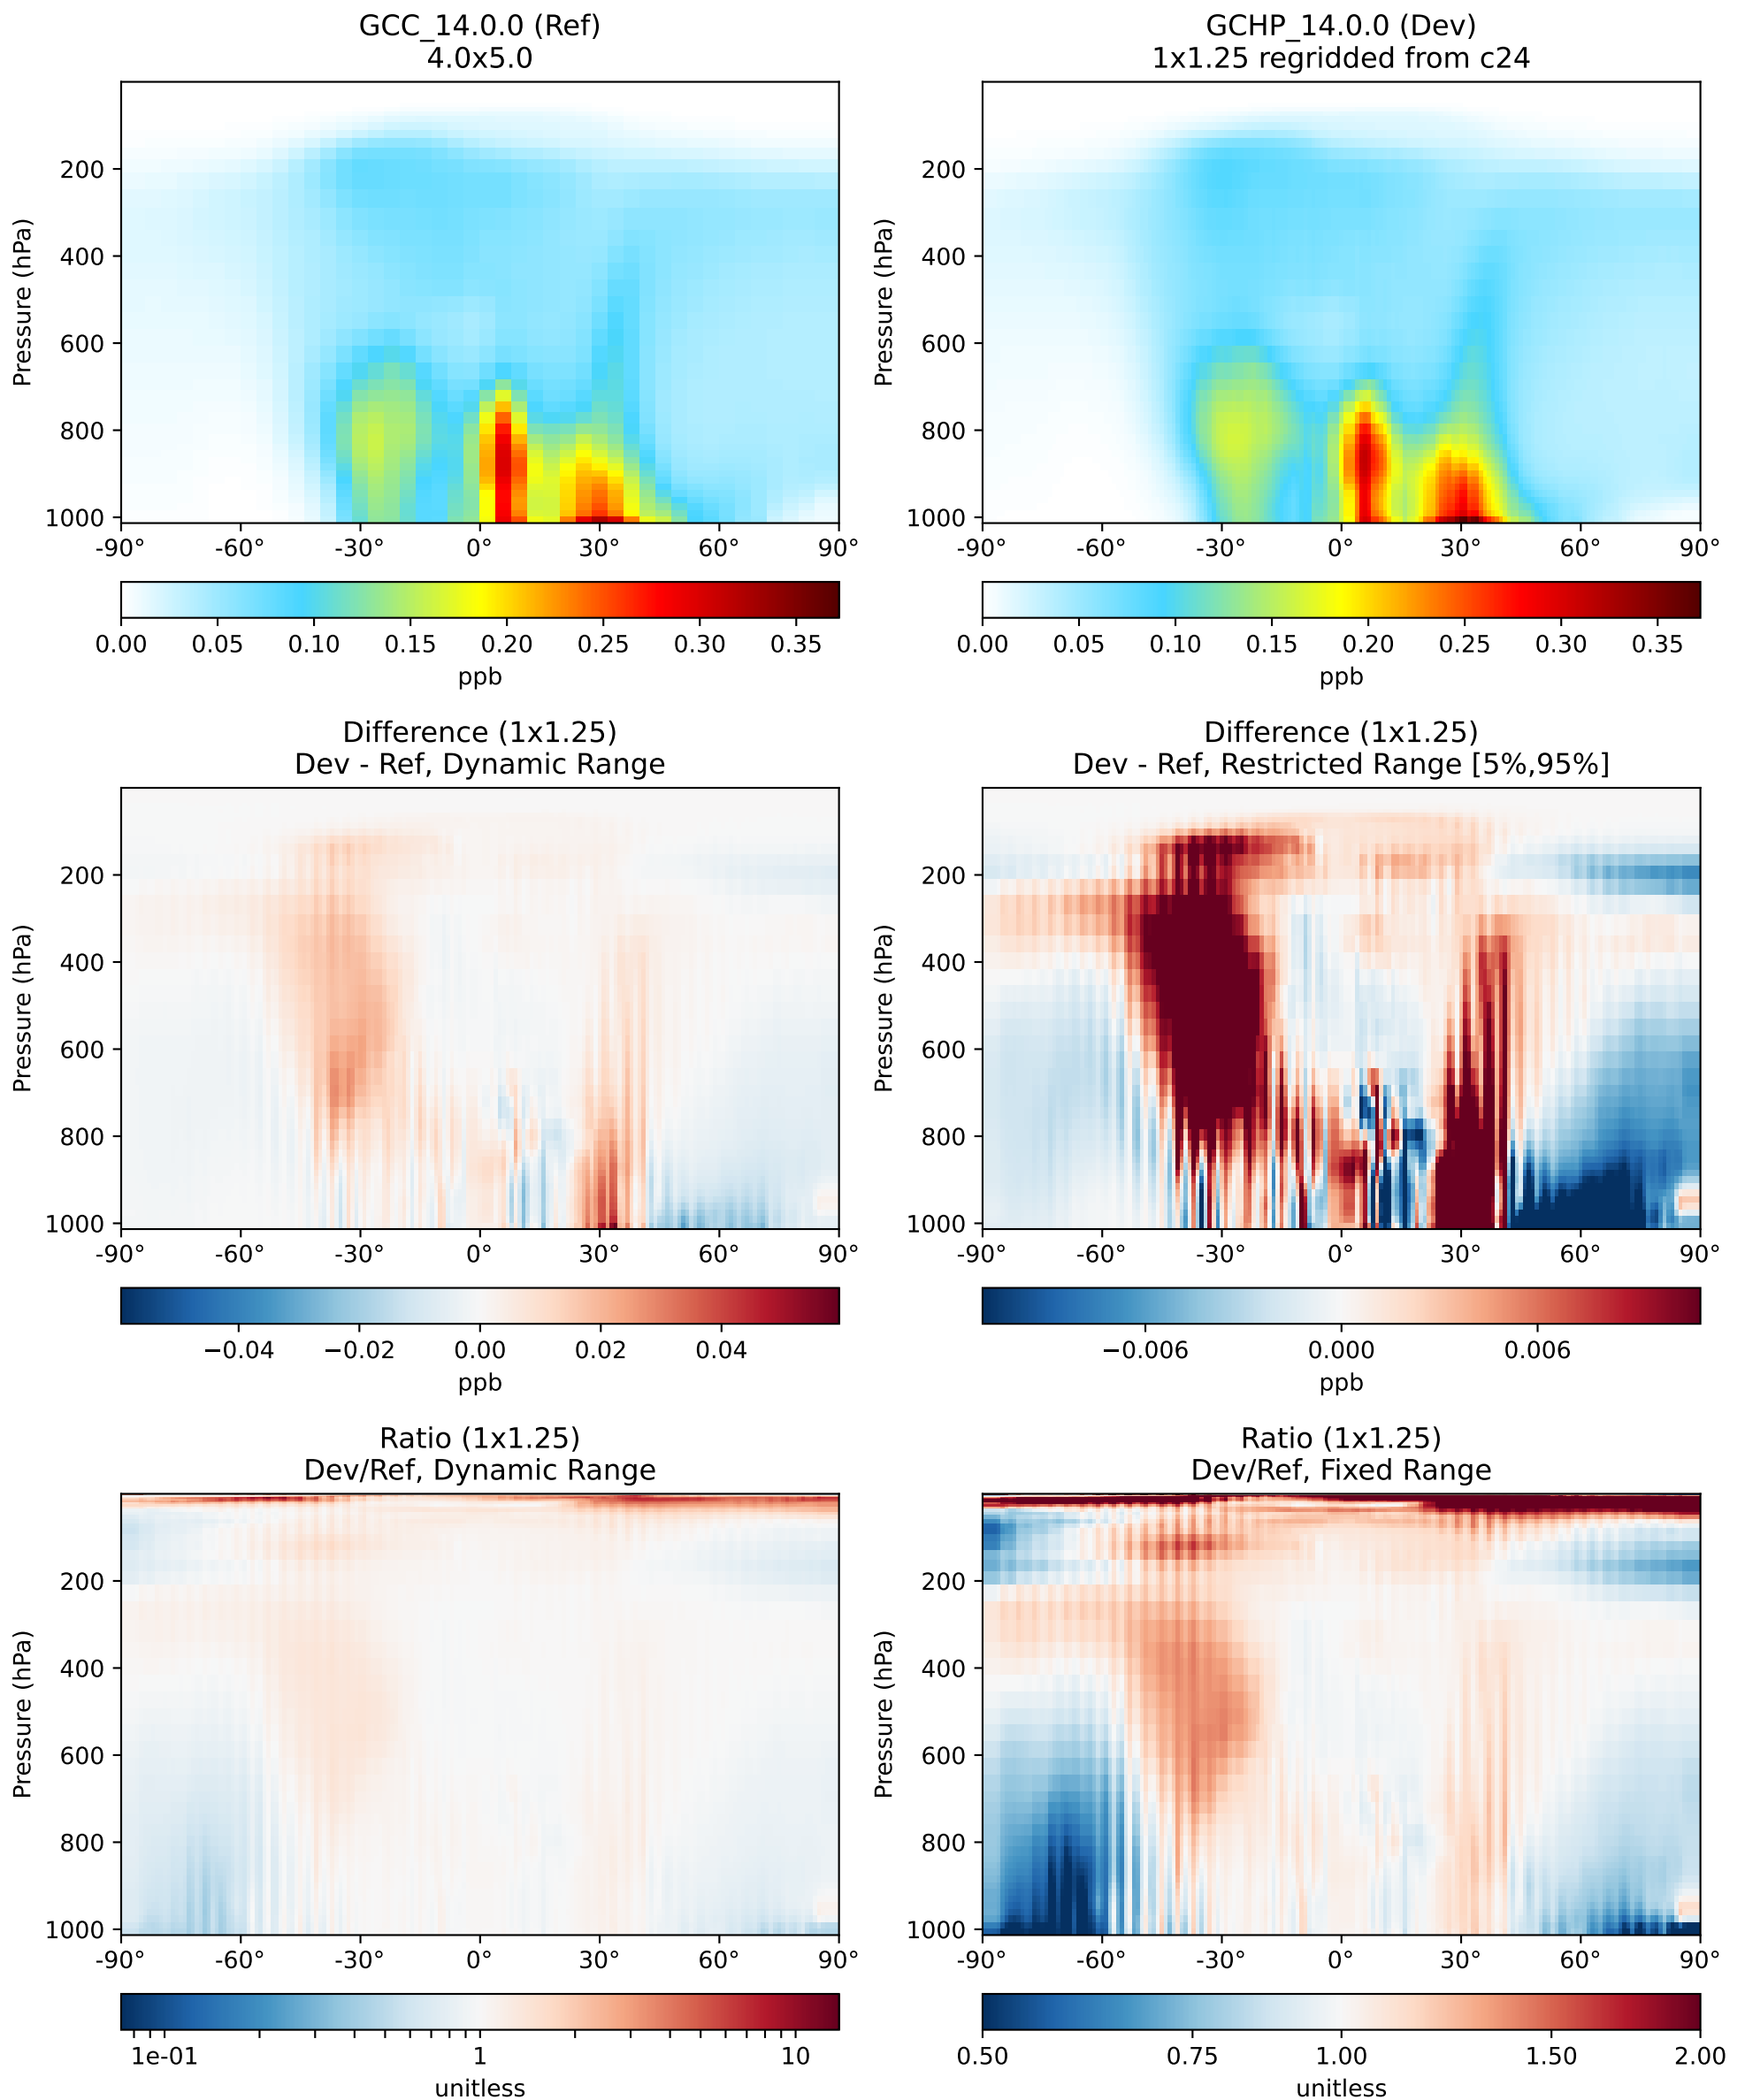 GCC_14.0.0 (Ref)
4.0x5.0
Pressure (hPa)
200
400
600
800
1000
-90° -60° -30° 0° 30° 60° 90°
0.00 0.05 0.10 0.15 0.20 0.25 0.30 0.35
ppb
GCHP_14.0.0 (Dev)
1x1.25 regridded from c24
Pressure (hPa)
200
400
600
800
1000
-90° -60° -30° 0° 30° 60° 90°
0.00 0.05 0.10 0.15 0.20 0.25 0.30 0.35
ppb
Difference (1x1.25)
Dev - Ref, Dynamic Range
Pressure (hPa)
200
400
600
800
1000
-90° -60° -30° 0° 30° 60° 90°
−0.04 −0.02 0.00 0.02 0.04
ppb
Difference (1x1.25)
Dev - Ref, Restricted Range [5%,95%]
Pressure (hPa)
200
400
600
800
1000
-90° -60° -30° 0° 30° 60° 90°
−0.006 0.000 0.006
ppb
Ratio (1x1.25)
Dev/Ref, Dynamic Range
Pressure (hPa)
200
400
600
800
1000
-90° -60° -30° 0° 30° 60° 90°
1e-01 1 10
unitless
Ratio (1x1.25)
Dev/Ref, Fixed Range
Pressure (hPa)
200
400
600
800
1000
-90° -60° -30° 0° 30° 60° 90°
0.50 0.75 1.00 1.50 2.00
unitless